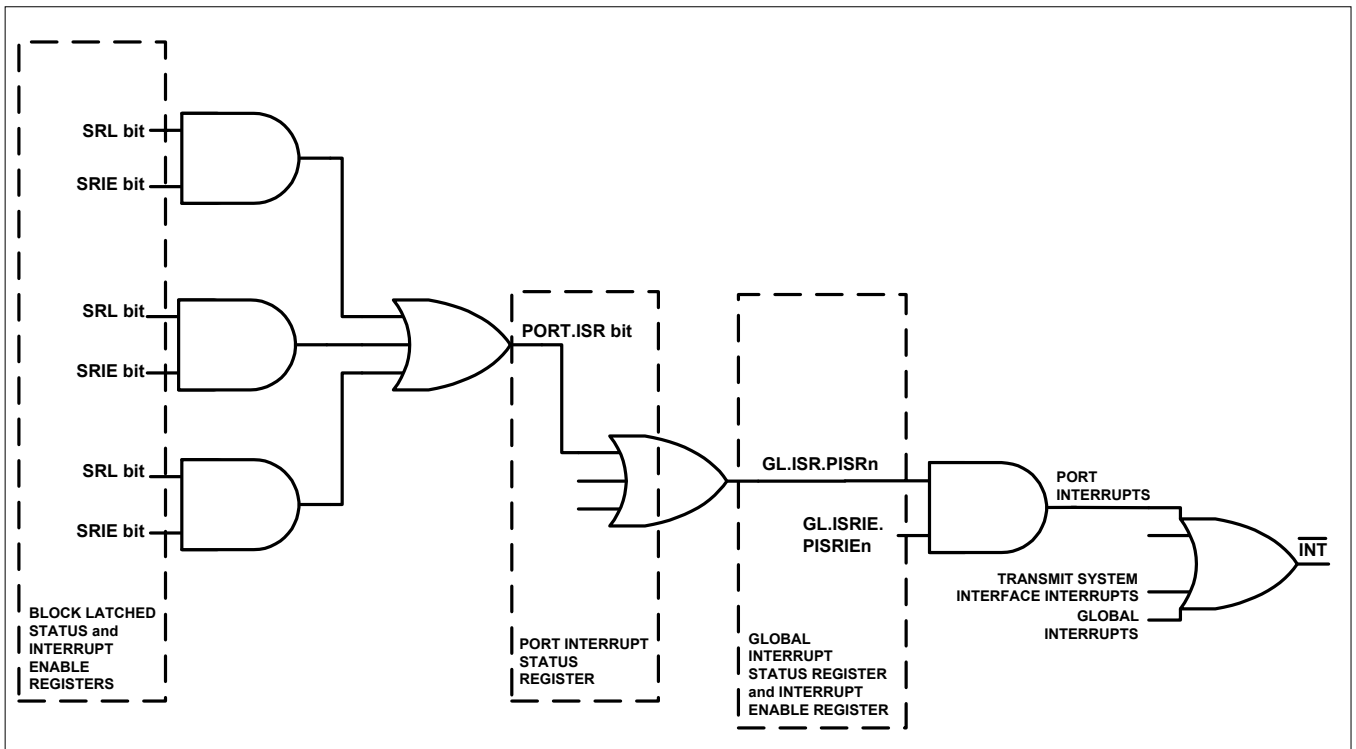 SRL bit
SRIE bit
SRL bit
SRIE bit
SRL bit
SRIE bit
BLOCK LATCHED
STATUS and
INTERRUPT
ENABLE
REGISTERS
PORT.ISR bit
PORT INTERRUPT
STATUS
REGISTER
GL.ISR.PISRn
GL.ISRIE.
PISRIEn
GLOBAL
INTERRUPT
STATUS REGISTER
and INTERRUPT
ENABLE REGISTER
PORT
INTERRUPTS
TRANSMIT SYSTEM
INTERFACE INTERRUPTS
GLOBAL
INTERRUPTS
INT